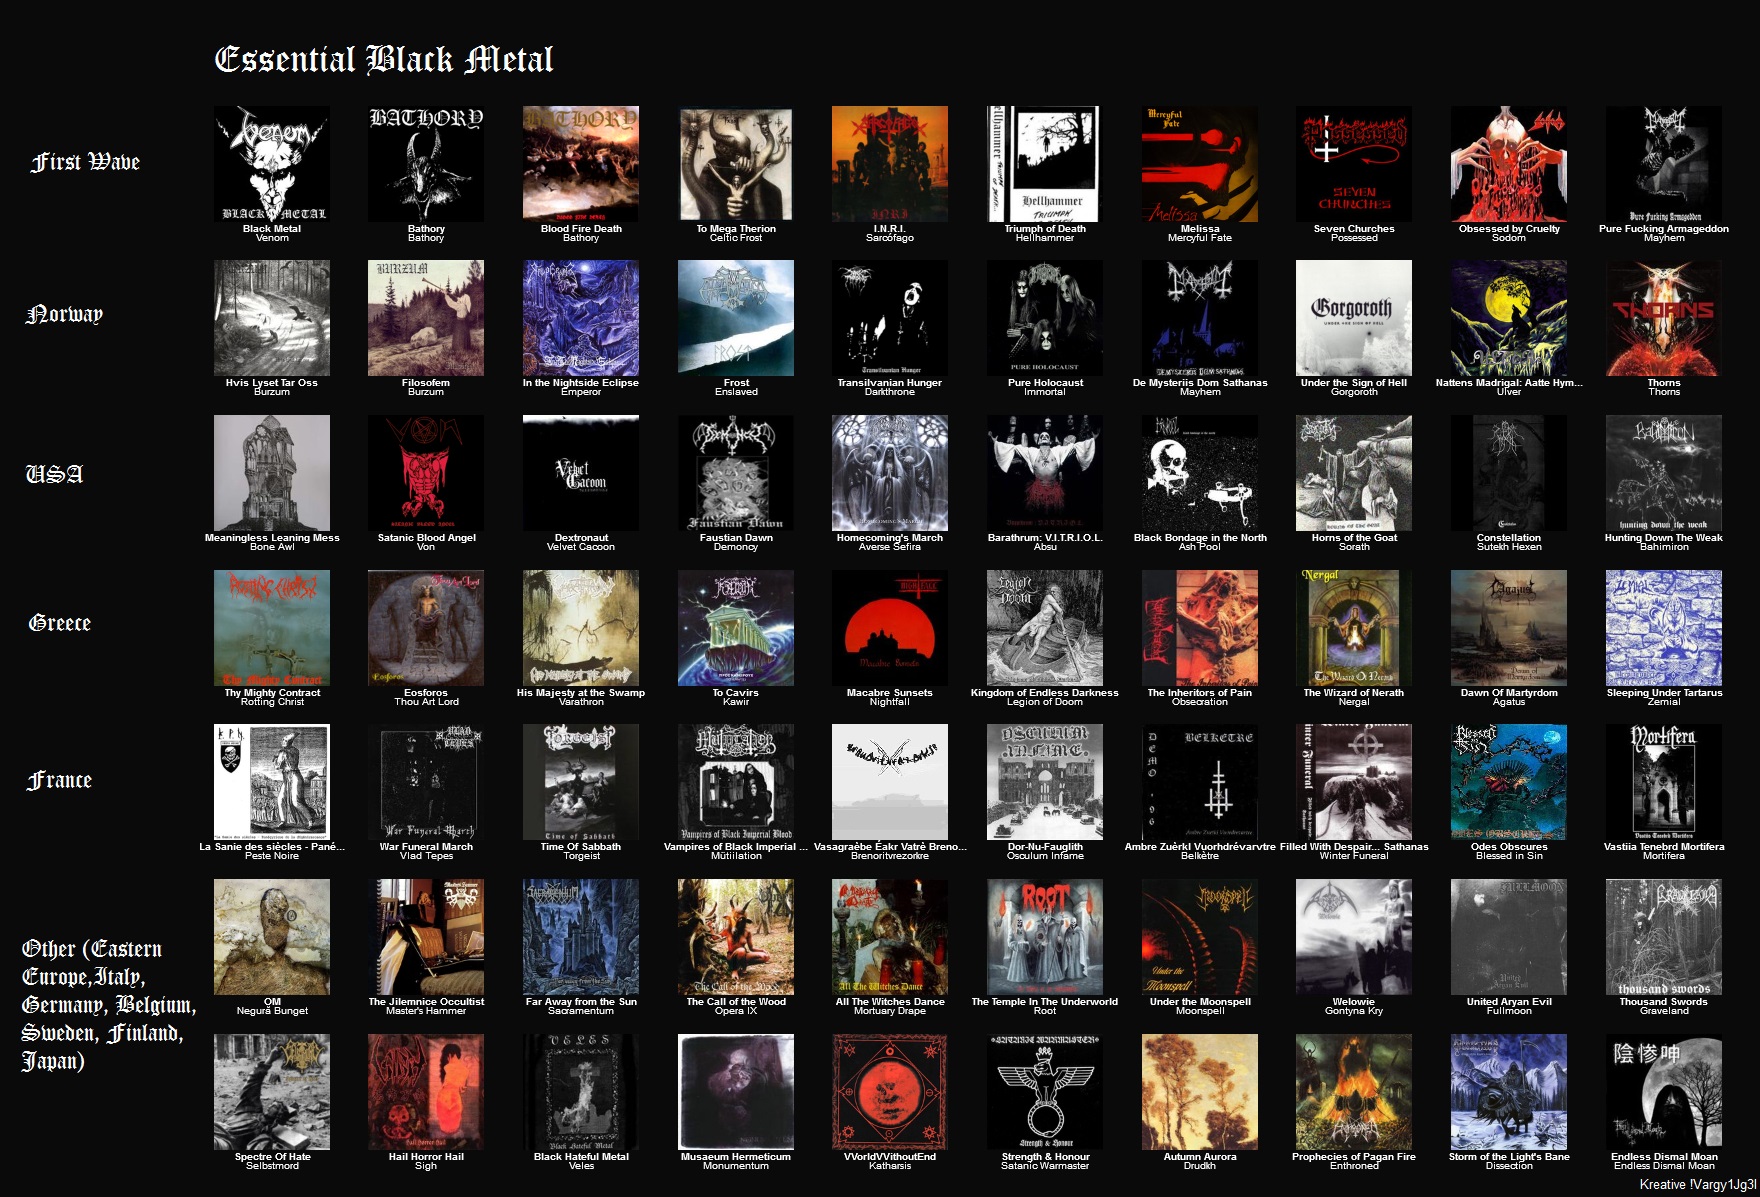 Essential Black Metal
First Wave
Black Metal
Venom
Bathory
Bathory
Blood Fire Death
Bathory
To Mega Therion
Celtic Frost
I.N.R.I.
Sarcófago
Triumph of Death
Hellhammer
Melissa
Mercyful Fate
Seven Churches
Possessed
Obsessed by Cruelty
Sodom
Pure Fucking Armageddon
Mayhem
Norway
Hvis Lyset Tar Oss
Burzum
Filosofem
Burzum
In the Nightside Eclipse
Emperor
Frost
Enslaved
Transilvanian Hunger
Darkthrone
Pure Holocaust
Immortal
De Mysteriis Dom Sathanas
Mayhem
Under the Sign of Hell
Gorgoroth
Nattens Madrigal: Aatte Hym...
Ulver
Thorns
Thorns
USA
Meaningless Leaning Mess
Bone Awl
Satanic Blood Angel
Von
Dextronaut
Velvet Cacoon
Faustian Dawn
Demoncy
Homecoming's March
Averse Sefira
Barathrum: V.I.T.R.I.O.L.
Absu
Black Bondage in the North
Ash Pool
Horns of the Goat
Sorath
Constellation
Sutekh Hexen
Hunting Down The Weak
Bahimiron
Greece
Thy Mighty Contract
Rotting Christ
Eosforos
Thou Art Lord
His Majesty at the Swamp
Varathron
To Cavirs
Kawir
Macabre Sunsets
Nightfall
Kingdom of Endless Darkness
Legion of Doom
The Inheritors of Pain
Obsecration
The Wizard of Nerath
Nergal
Dawn Of Martyrdom
Agatus
Sleeping Under Tartarus
Zemial
France
La Sanie des siècles - Pané...
Peste Noire
War Funeral March
Vlad Tepes
Time Of Sabbath
Torgeist
Vampires of Black Imperial ...
Mütiilation
Vasagraèbe Éakr Vatrè Breno...
Brenoritvrezorkre
Dor-Nu-Fauglith
Osculum Infame
Ambre Zuèrkl Vuorhdrévarvtre
Belkètre
Filled With Despair... Sathanas
Winter Funeral
Odes Obscures
Blessed in Sin
Vastiia Tenebrd Mortifera
Mortifera
Other (Eastern
Europe,Italy,
Germany, Belgium,
Sweden, Finland,
Japan)
OM
Negură Bunget
The Jilemnice Occultist
Master's Hammer
Far Away from the Sun
Sacramentum
The Call of the Wood
Opera IX
All The Witches Dance
Mortuary Drape
The Temple In The Underworld
Root
Under the Moonspell
Moonspell
Welowie
Gontyna Kry
United Aryan Evil
Fullmoon
Thousand Swords
Graveland
Spectre Of Hate
Selbstmord
Hail Horror Hail
Sigh
Black Hateful Metal
Veles
Musaeum Hermeticum
Monumentum
VVorldVVithoutEnd
Katharsis
Strength & Honour
Satanic Warmaster
Autumn Aurora
Drudkh
Prophecies of Pagan Fire
Enthroned
Storm of the Light's Bane
Dissection
Endless Dismal Moan
Endless Dismal Moan
Kreative !Vargy1Jg3I